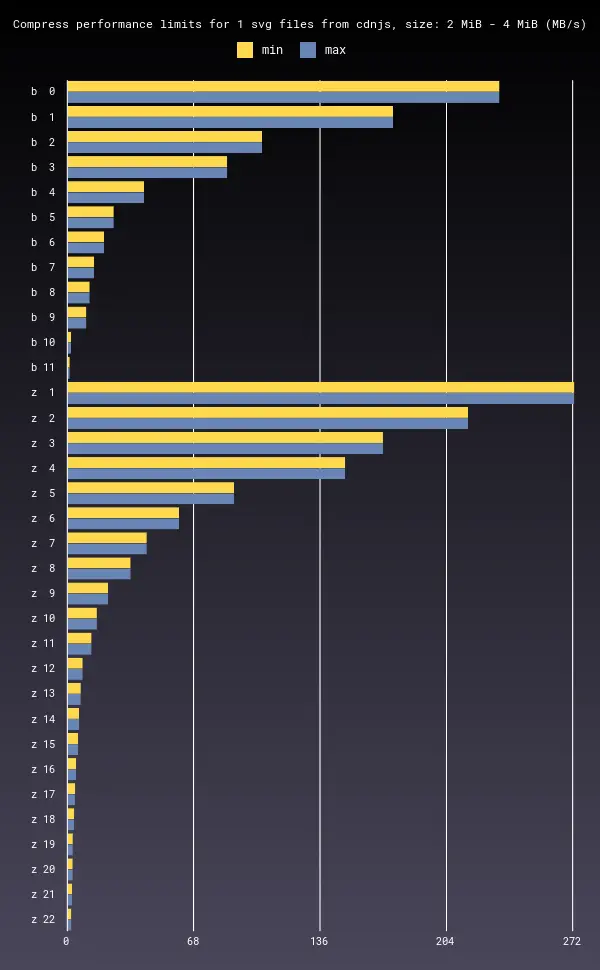 Compress performance limits for 1 svg files from cdnjs, size: 2 MiB - 4 MiB (MB/s)
min max
b 0
b 1
b 2
b 3
b 4
b 5
b 6
b 7
b 8
b 9
b 10
b 11
z 1
z 2
z 3
z 4
z 5
z 6
z 7
z 8
z 9
z 10
z 11
z 12
z 13
z 14
z 15
z 16
z 17
z 18
z 19
z 20
z 21
z 22
0 68 136 204 272